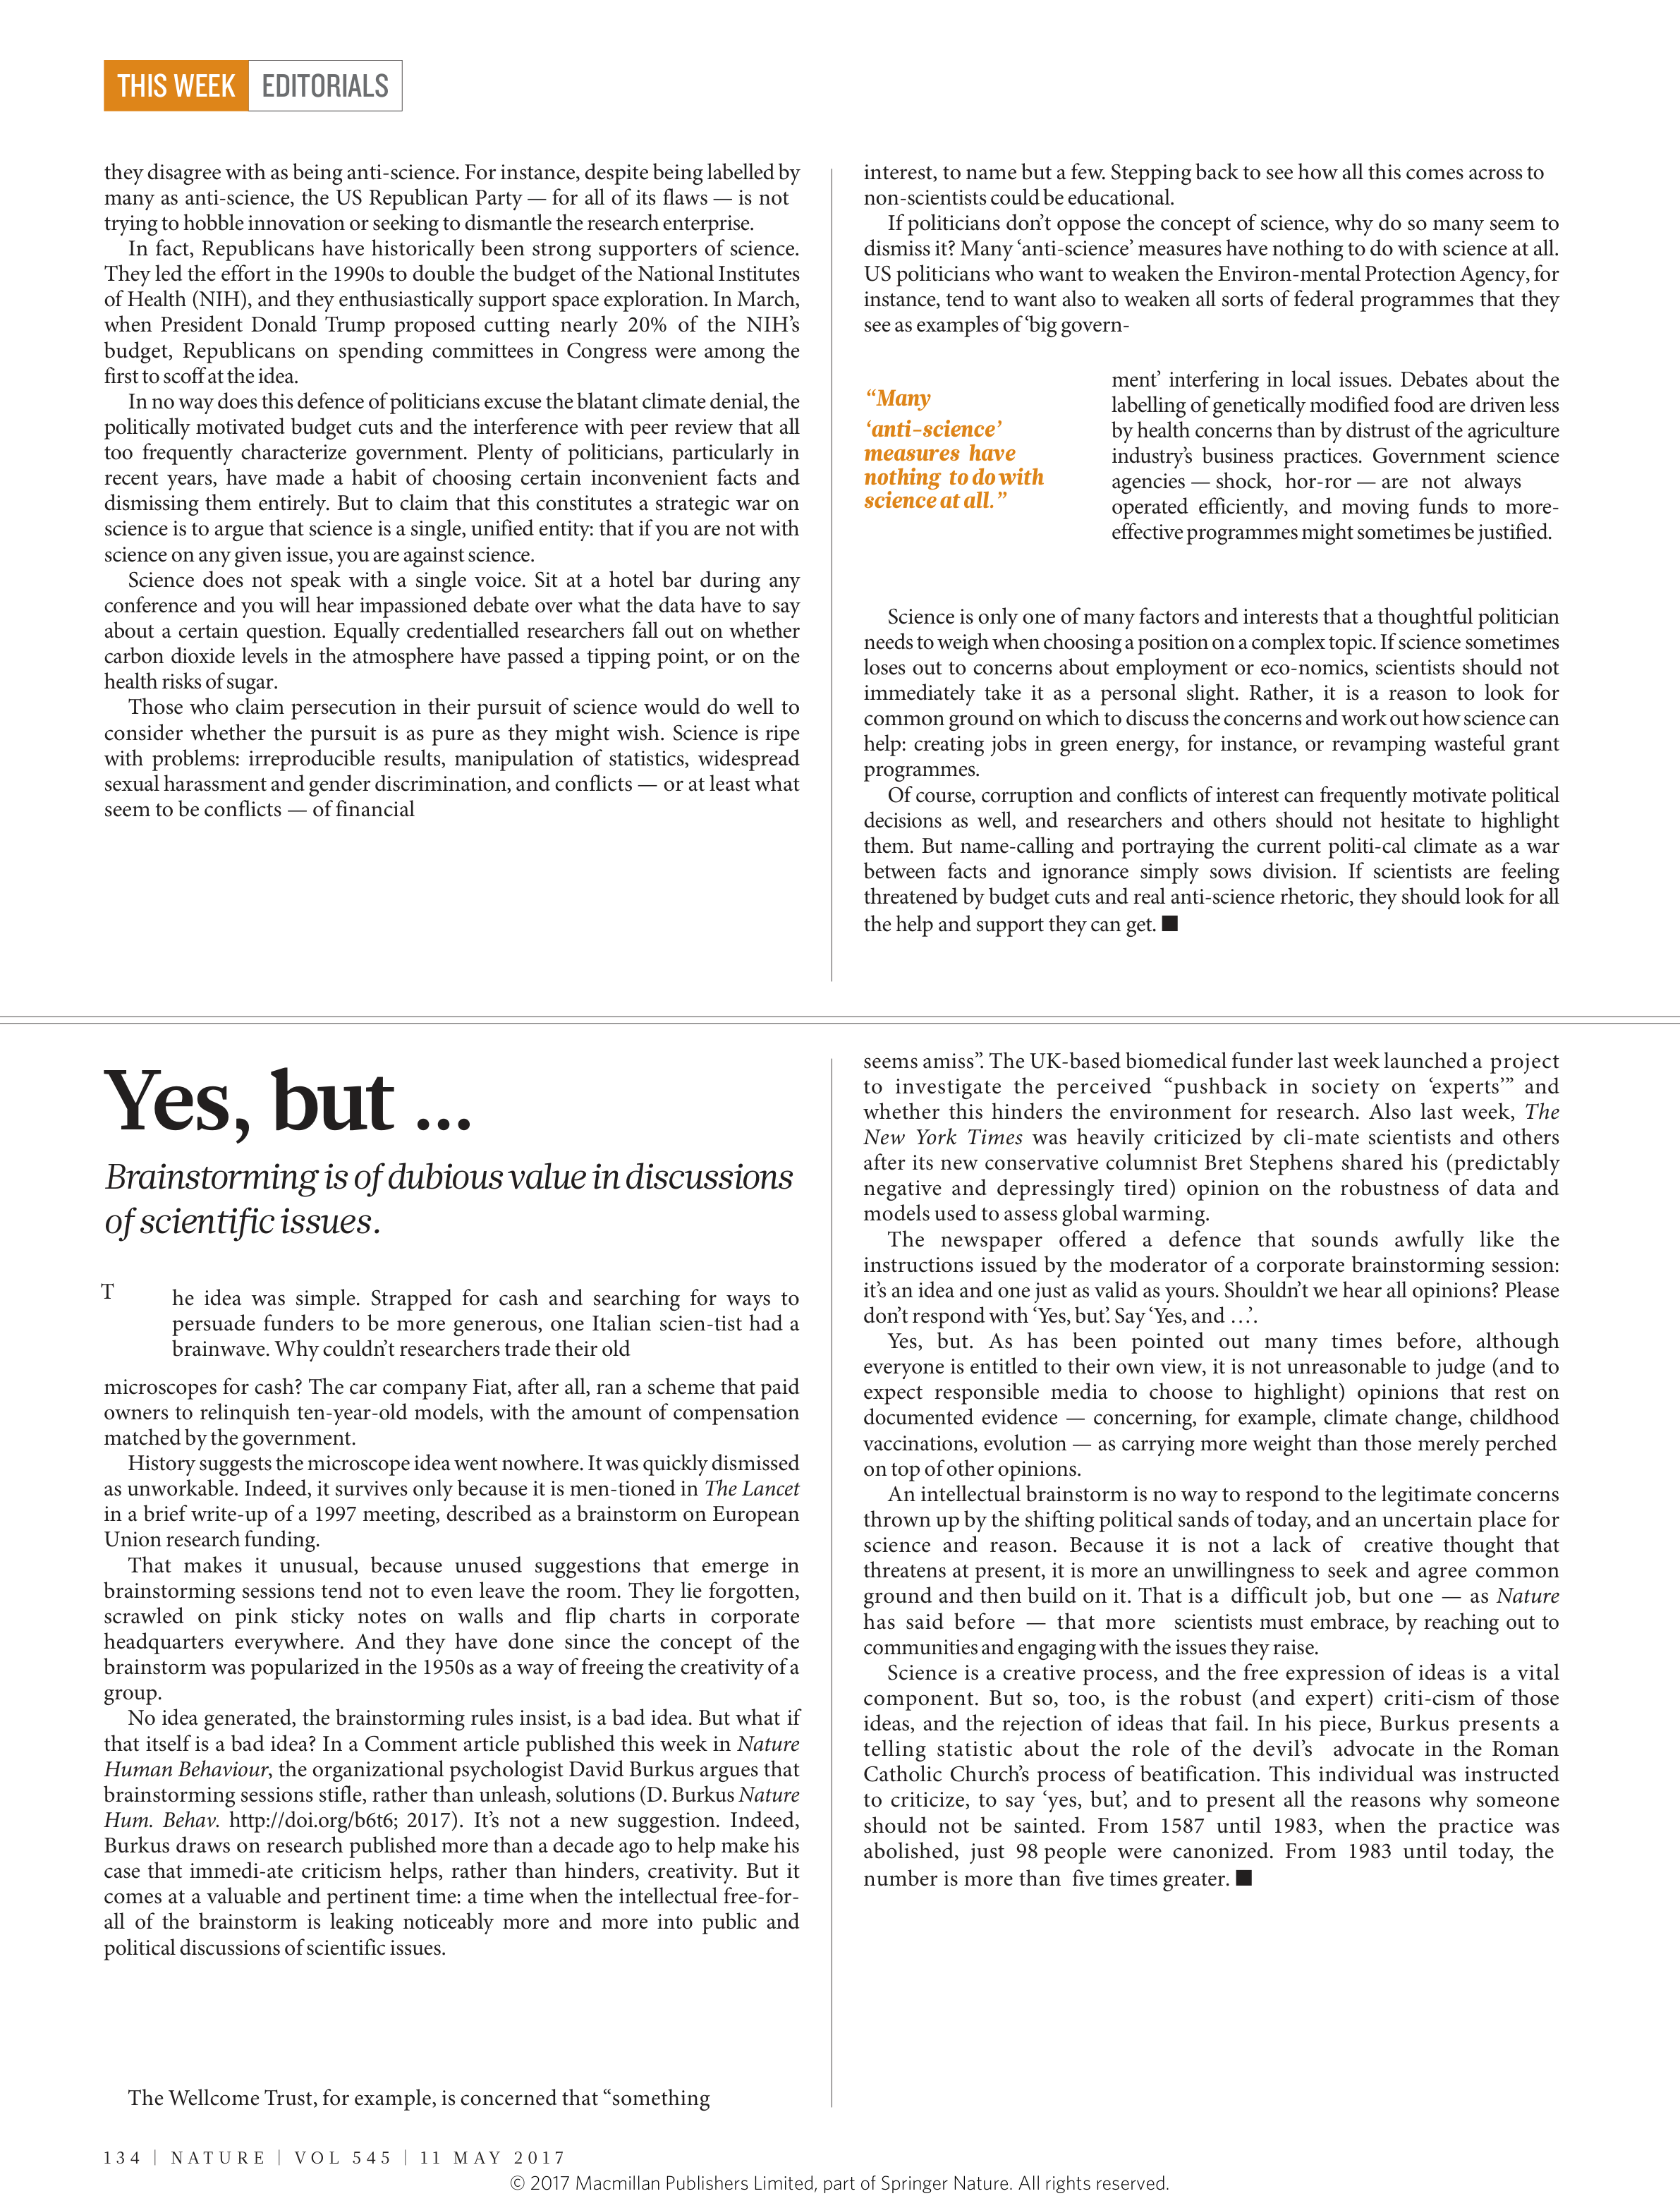 THIS WEEK EDITORIALS
they disagree with as being anti-science. For instance, despite being labelled by
many as anti-science, the US Republican Party — for all of its flaws — is not
trying to hobble innovation or seeking to dismantle the research enterprise.
In fact, Republicans have historically been strong supporters of science.
They led the effort in the 1990s to double the budget of the National Institutes
of Health (NIH), and they enthusiastically support space exploration. In March,
when President Donald Trump proposed cutting nearly 20% of the NIH’s
budget, Republicans on spending committees in Congress were among the
first to scoff at the idea.
In no way does this defence of politicians excuse the blatant climate denial, the
politically motivated budget cuts and the interference with peer review that all
too frequently characterize government. Plenty of politicians, particularly in
recent years, have made a habit of choosing certain inconvenient facts and
dismissing them entirely. But to claim that this constitutes a strategic war on
science is to argue that science is a single, unified entity: that if you are not with
science on any given issue, you are against science.
Science does not speak with a single voice. Sit at a hotel bar during any
conference and you will hear impassioned debate over what the data have to say
about a certain question. Equally credentialled researchers fall out on whether
carbon dioxide levels in the atmosphere have passed a tipping point, or on the
health risks of sugar.
Those who claim persecution in their pursuit of science would do well to
consider whether the pursuit is as pure as they might wish. Science is ripe
with problems: irreproducible results, manipulation of statistics, widespread
sexual harassment and gender discrimination, and conflicts — or at least what
seem to be conflicts — of financial
interest, to name but a few. Stepping back to see how all this comes across to
non-scientists could be educational.
If politicians don’t oppose the concept of science, why do so many seem to
dismiss it? Many ‘anti-science’ measures have nothing to do with science at all.
US politicians who want to weaken the Environ-mental Protection Agency, for
instance, tend to want also to weaken all sorts of federal programmes that they
see as examples of ‘big govern-
“Many
‘anti-science’
measures have
nothing to do with
science at all.”
ment’ interfering in local issues. Debates about the
labelling of genetically modified food are driven less
by health concerns than by distrust of the agriculture
industry’s business practices. Government science
agencies — shock, hor-ror — are not always
operated efficiently, and moving funds to more-
effective programmes might sometimes be justified.
Science is only one of many factors and interests that a thoughtful politician
needs to weigh when choosing a position on a complex topic. If science sometimes
loses out to concerns about employment or eco-nomics, scientists should not
immediately take it as a personal slight. Rather, it is a reason to look for
common ground on which to discuss the concerns and work out how science can
help: creating jobs in green energy, for instance, or revamping wasteful grant
programmes.
Of course, corruption and conflicts of interest can frequently motivate political
decisions as well, and researchers and others should not hesitate to highlight
them. But name-calling and portraying the current politi-cal climate as a war
between facts and ignorance simply sows division. If scientists are feeling
threatened by budget cuts and real anti-science rhetoric, they should look for all
the help and support they can get. ■
Yes, but ...
Brainstorming is of dubious value in discussions
of scientific issues.
T
he idea was simple. Strapped for cash and searching for ways to
persuade funders to be more generous, one Italian scien-tist had a
brainwave. Why couldn’t researchers trade their old
microscopes for cash? The car company Fiat, after all, ran a scheme that paid
owners to relinquish ten-year-old models, with the amount of compensation
matched by the government.
History suggests the microscope idea went nowhere. It was quickly dismissed
as unworkable. Indeed, it survives only because it is men-tioned in The Lancet
in a brief write-up of a 1997 meeting, described as a brainstorm on European
Union research funding.
That makes it unusual, because unused suggestions that emerge in
brainstorming sessions tend not to even leave the room. They lie forgotten,
scrawled on pink sticky notes on walls and flip charts in corporate
headquarters everywhere. And they have done since the concept of the
brainstorm was popularized in the 1950s as a way of freeing the creativity of a
group.
No idea generated, the brainstorming rules insist, is a bad idea. But what if
that itself is a bad idea? In a Comment article published this week in Nature
Human Behaviour, the organizational psychologist David Burkus argues that
brainstorming sessions stifle, rather than unleash, solutions (D. Burkus Nature
Hum. Behav. http://doi.org/b6t6; 2017). It’s not a new suggestion. Indeed,
Burkus draws on research published more than a decade ago to help make his
case that immedi-ate criticism helps, rather than hinders, creativity. But it
comes at a valuable and pertinent time: a time when the intellectual free-for-
all of the brainstorm is leaking noticeably more and more into public and
political discussions of scientific issues.
The Wellcome Trust, for example, is concerned that “something
seems amiss”. The UK-based biomedical funder last week launched a project
to investigate the perceived “pushback in society on ‘experts’” and
whether this hinders the environment for research. Also last week, The
New York Times was heavily criticized by cli-mate scientists and others
after its new conservative columnist Bret Stephens shared his (predictably
negative and depressingly tired) opinion on the robustness of data and
models used to assess global warming.
The newspaper offered a defence that sounds awfully like the
instructions issued by the moderator of a corporate brainstorming session:
it’s an idea and one just as valid as yours. Shouldn’t we hear all opinions? Please
don’t respond with ‘Yes, but’. Say ‘Yes, and …’.
Yes, but. As has been pointed out many times before, although
everyone is entitled to their own view, it is not unreasonable to judge (and to
expect responsible media to choose to highlight) opinions that rest on
documented evidence — concerning, for example, climate change, childhood
vaccinations, evolution — as carrying more weight than those merely perched
on top of other opinions.
An intellectual brainstorm is no way to respond to the legitimate concerns
thrown up by the shifting political sands of today, and an uncertain place for
science and reason. Because it is not a lack of creative thought that
threatens at present, it is more an unwillingness to seek and agree common
ground and then build on it. That is a difficult job, but one — as Nature
has said before — that more scientists must embrace, by reaching out to
communities and engaging with the issues they raise.
Science is a creative process, and the free expression of ideas is a vital
component. But so, too, is the robust (and expert) criti-cism of those
ideas, and the rejection of ideas that fail. In his piece, Burkus presents a
telling statistic about the role of the devil’s advocate in the Roman
Catholic Church’s process of beatification. This individual was instructed
to criticize, to say ‘yes, but’, and to present all the reasons why someone
should not be sainted. From 1587 until 1983, when the practice was
abolished, just 98 people were canonized. From 1983 until today, the
number is more than five times greater. ■
134 | NATURE | VOL 545 | 11 MAY 2017
© 2017 Macmillan Publishers Limited, part of Springer Nature. All rights reserved.